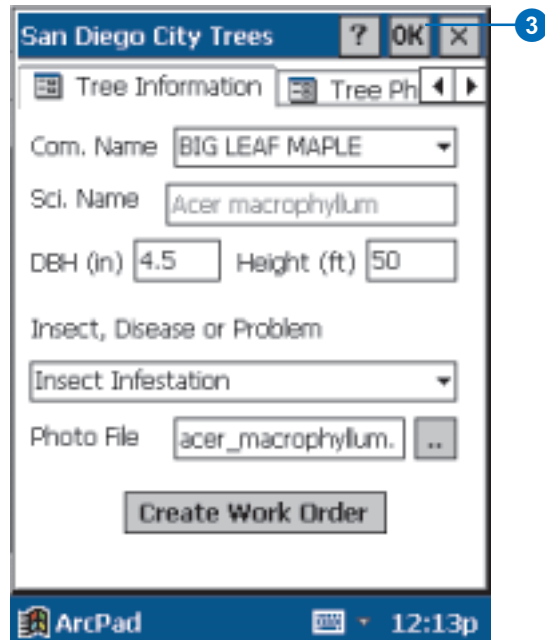 San Diego City Trees ? OK × 3
Tree Information Tree Ph
Com. Name BIG LEAF MAPLE
Sci. Name Acer macrophyllum
DBH (in) 4.5 Height (ft) 50
Insect, Disease or Problem
Insect Infestation
Photo File acer_macrophyllum. ..
Create Work Order
ArcPad 12:13p